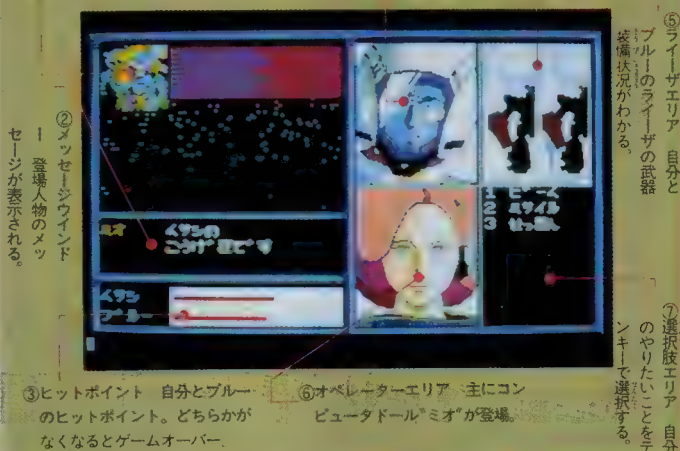 ⑤ライーザエリア 自分と
ブルーのライーザの武器
装備状況がわかる。
⑦選択肢エリア 自分
のやりたいことをテ
ンキーで選択する。
②メッセージウインド
ー 登場人物のメッ
セージが表示される。
ミオ イサシの
こうげきです
イサシ
ブルー
1 ビーム
2 ミサイル
3
③ヒットポイント 自分とブルー
のヒットポイント。どちらかが
なくなるとゲームオーバー.
⑥オペレーターエリア 主にコン
ピュータドール"ミオ"が登場。